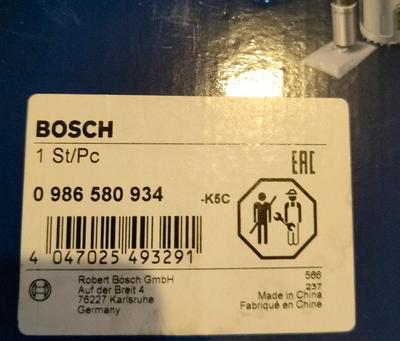 BOSCH
1 St/Pc
EAC
0 986 580 934
-K5C
4 047025 493291
Robert Bosch GmbH
Auf der Breit 4
76227 Karlsruhe
Germany
566
237
Made in China
Fabriqué en Chine